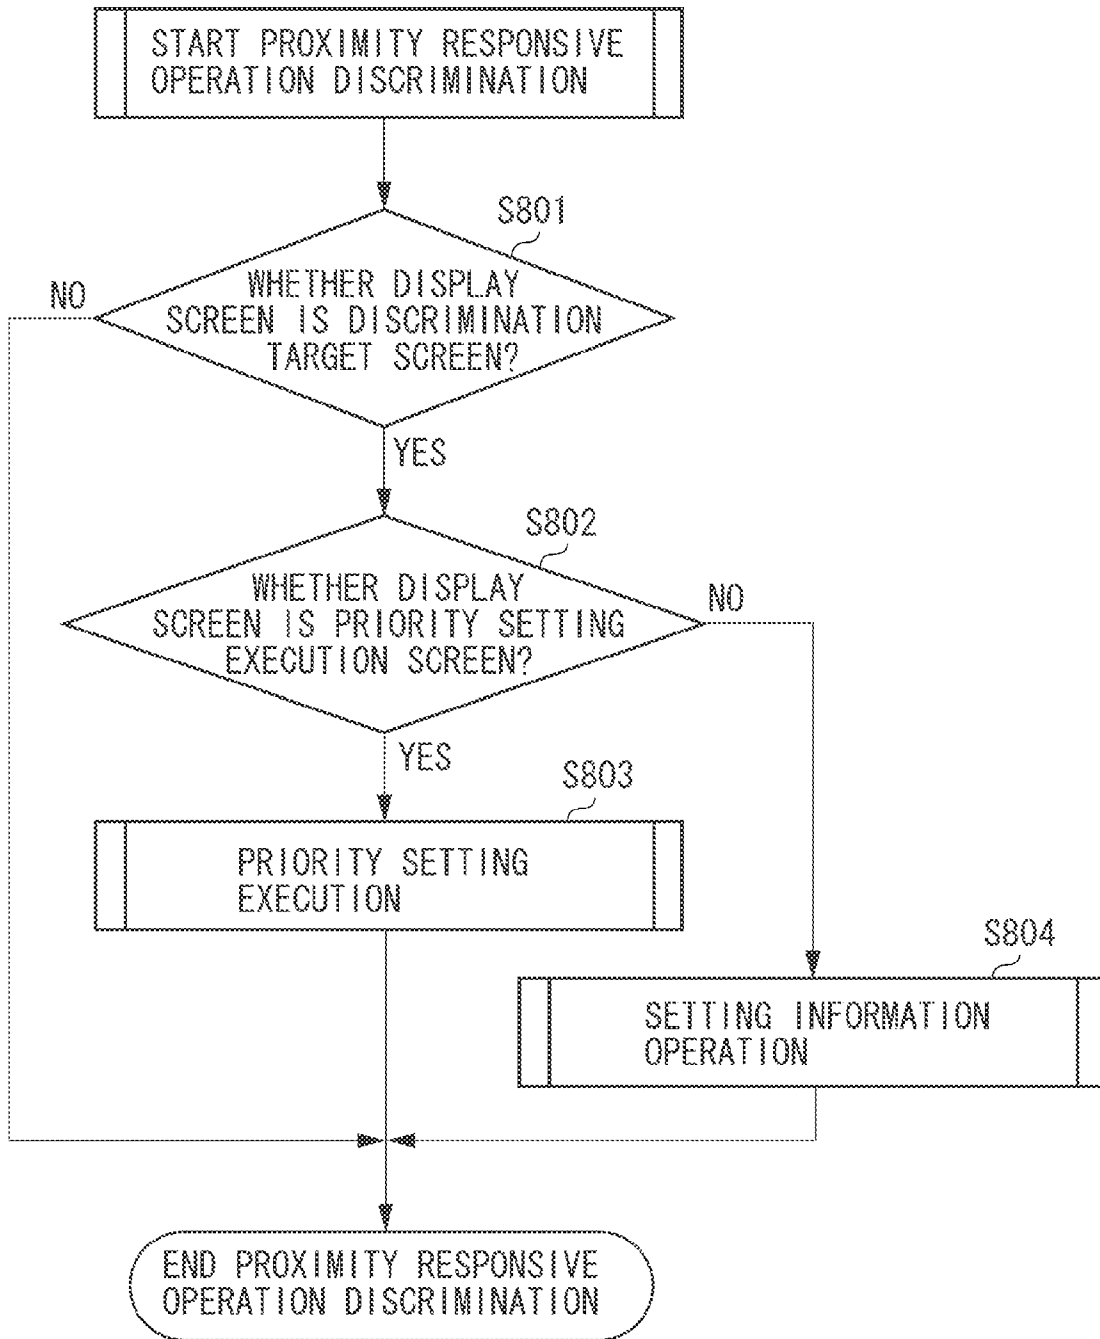 START PROXIMITY RESPONSIVE
OPERATION DISCRIMINATION
S801
NO
WHETHER DISPLAY
SCREEN IS DISCRIMINATION
TARGET SCREEN?
YES
S802
WHETHER DISPLAY
SCREEN IS PRIORITY SETTING
EXECUTION SCREEN?
NO
YES
S803
PRIORITY SETTING
EXECUTION
S804
SETTING INFORMATION
OPERATION
END PROXIMITY RESPONSIVE
OPERATION DISCRIMINATION